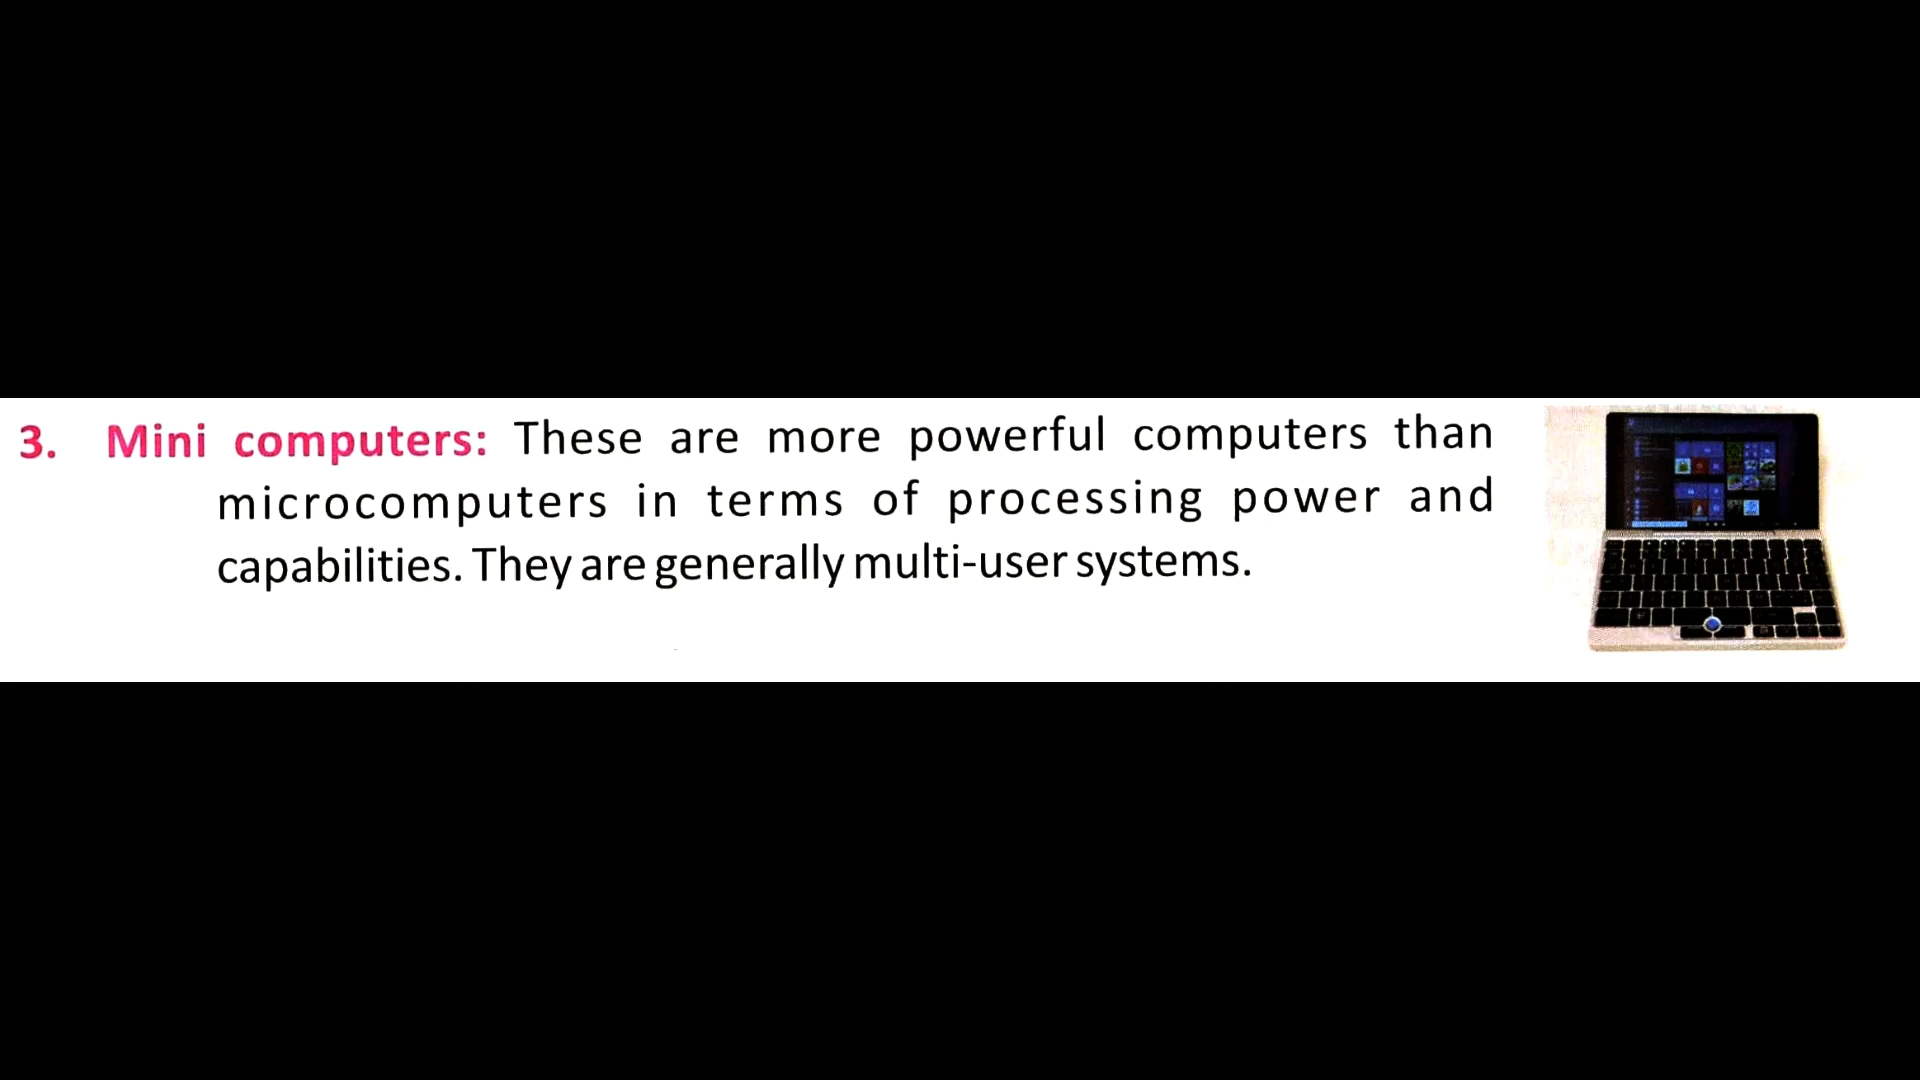 3. Mini computers: These are more powerful computers than
microcomputers in terms of processing power and
capabilities. They are generally multi-user systems.